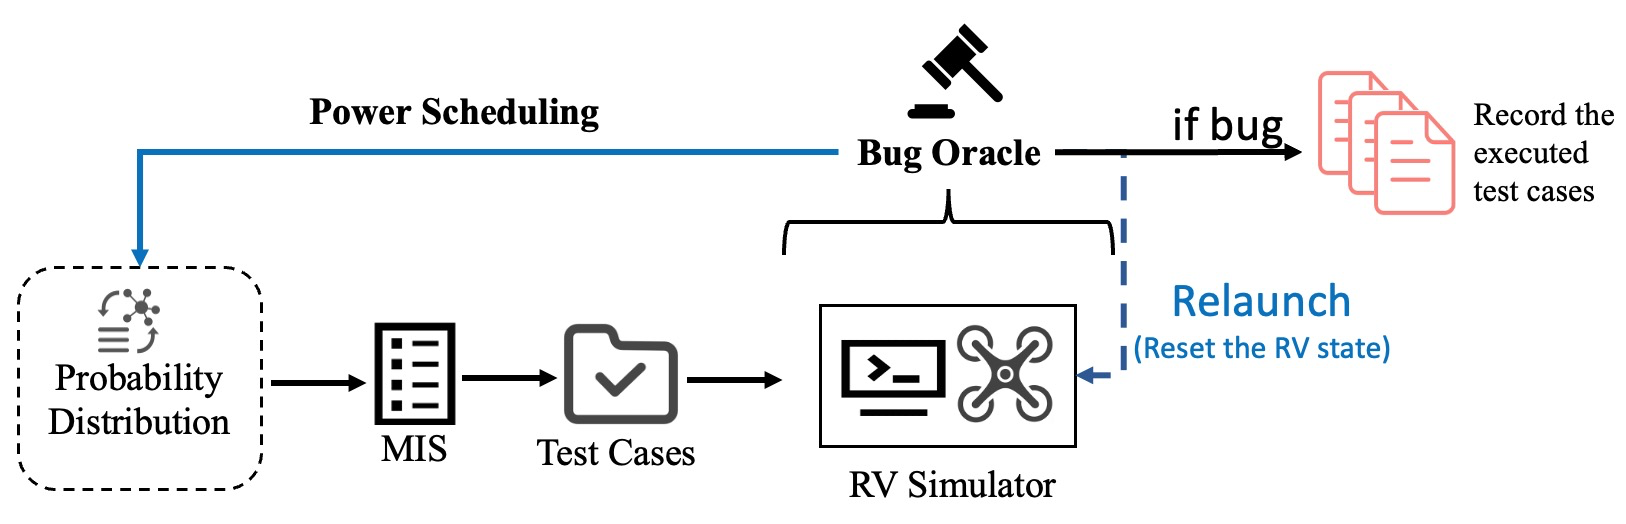 Power Scheduling
Bug Oracle
if bug
Record the
executed
test cases
Relaunch
(Reset the RV state)
Probability
Distribution
MIS
Test Cases
RV Simulator